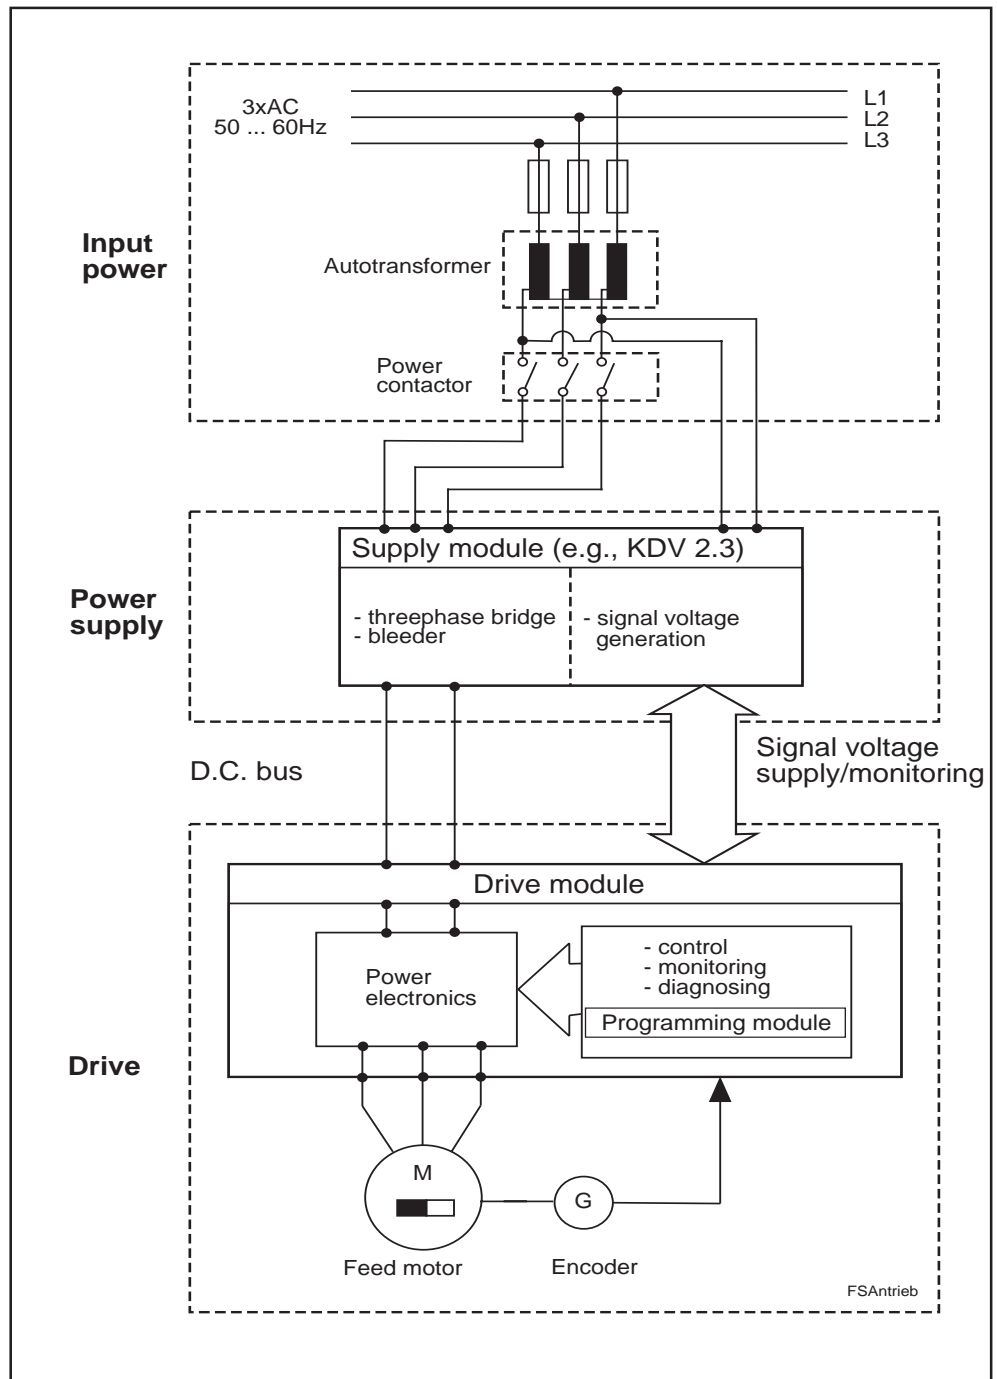 3xAC
50 ... 60Hz
L1
L2
L3
Input
power
Autotransformer
Power
contactor
Power
supply
Supply module (e.g., KDV 2.3)
- threephase bridge
- bleeder
- signal voltage
generation
D.C. bus
Signal voltage
supply/monitoring
Drive
Drive module
Power
electronics
- control
- monitoring
- diagnosing
Programming module
M
G
Feed motor
Encoder
FSAntrieb